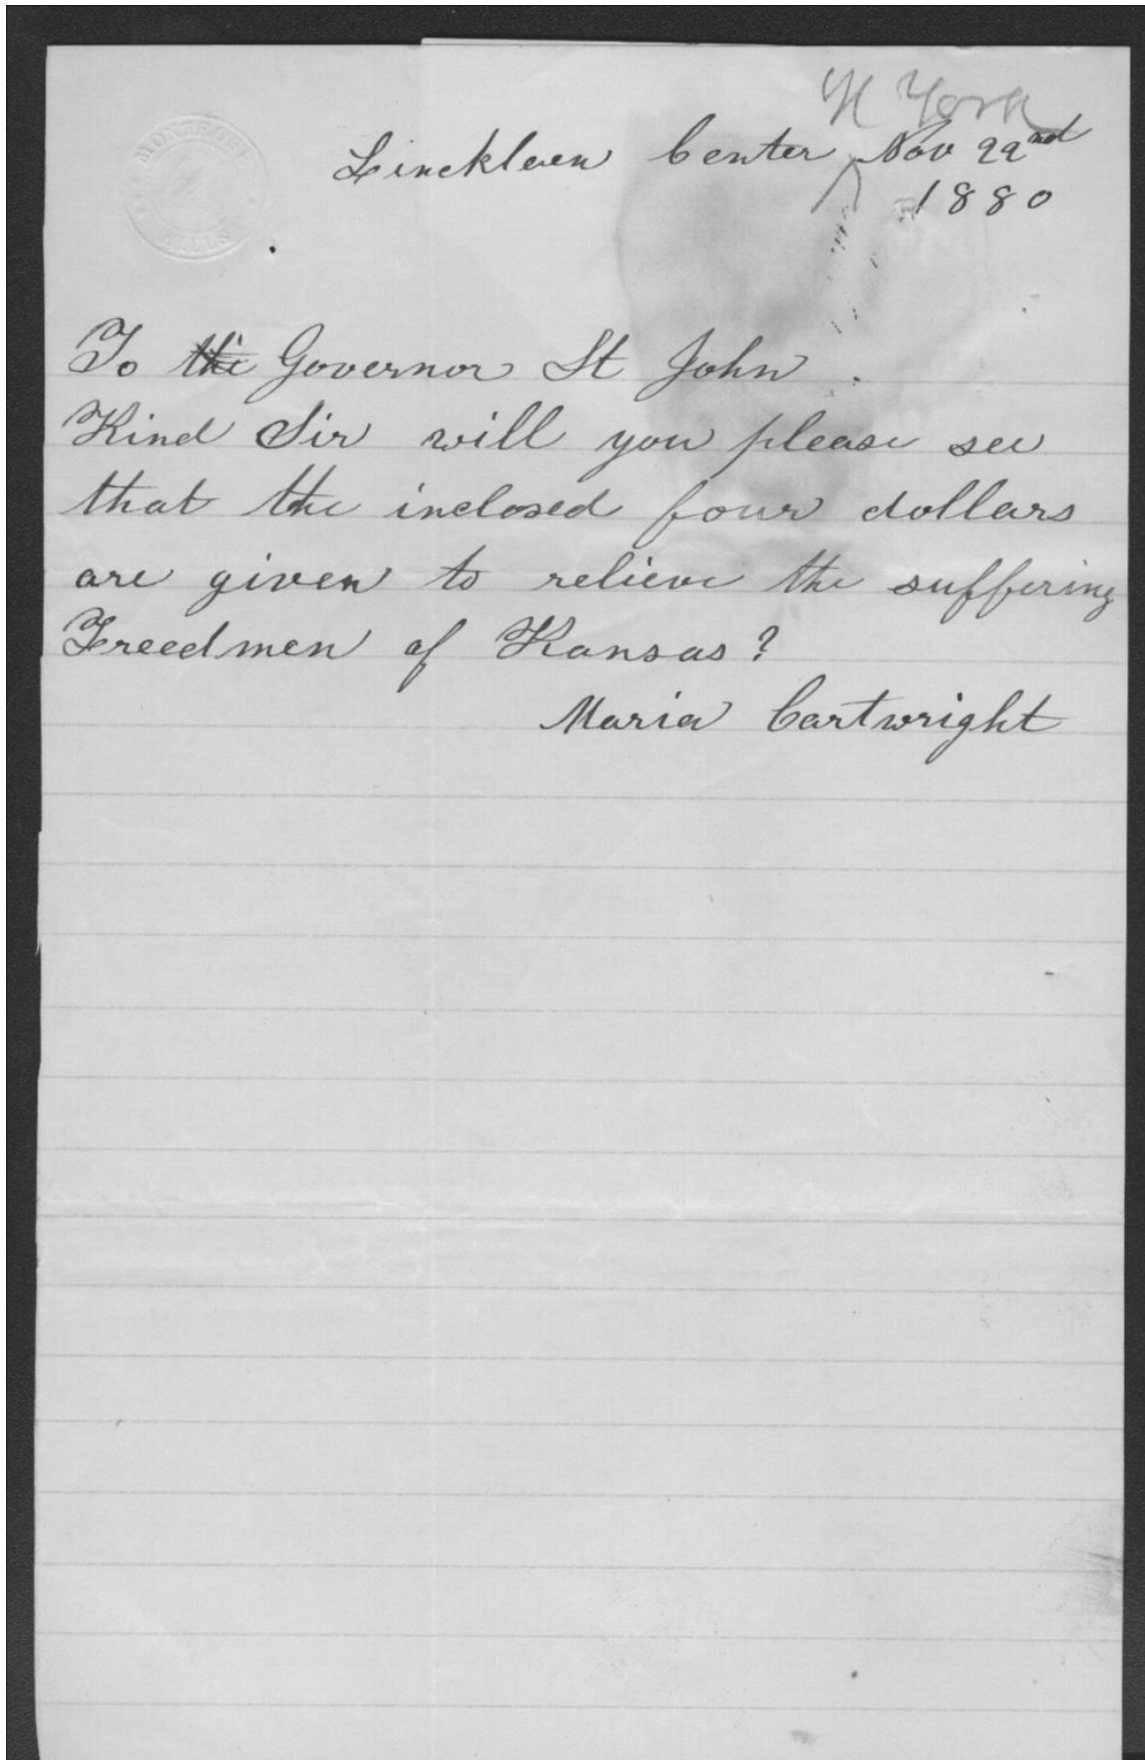 N York
Lincklaen Center Nov 22nd
1880
To the Governor St John.
Kind Sir will you please see
that the inclosed four dollars
are given to relieve the suffering
Freedmen of Kansas?
Maria Cartwright